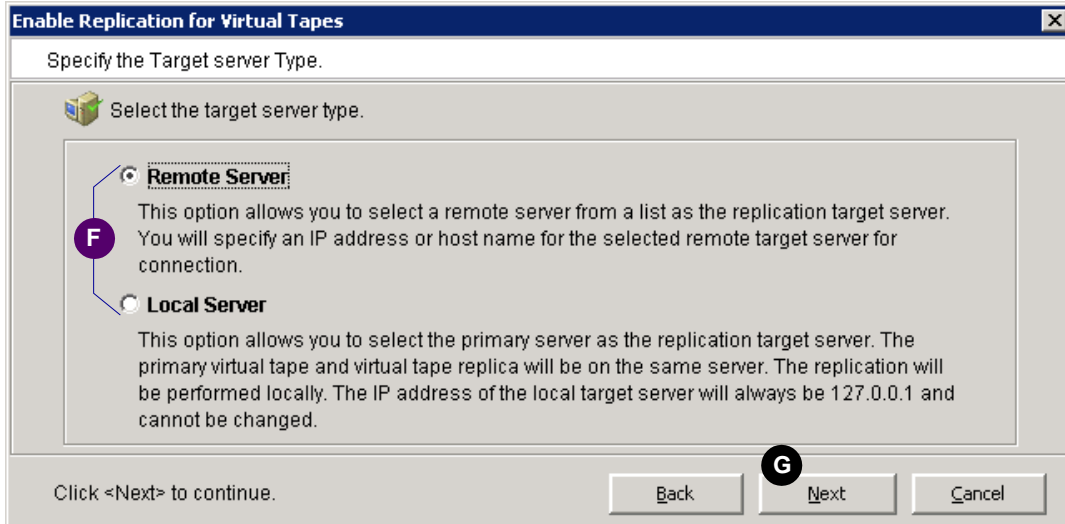 Enable Replication for Virtual Tapes
Specify the Target server Type.
Select the target server type.
Remote Server
This option allows you to select a remote server from a list as the replication target server.
You will specify an IP address or host name for the selected remote target server for
connection.
F
Local Server
This option allows you to select the primary server as the replication target server. The
primary virtual tape and virtual tape replica will be on the same server. The replication will
be performed locally. The IP address of the local target server will always be 127.0.0.1 and
cannot be changed.
G
Click <Next> to continue.
Back
Next
Cancel